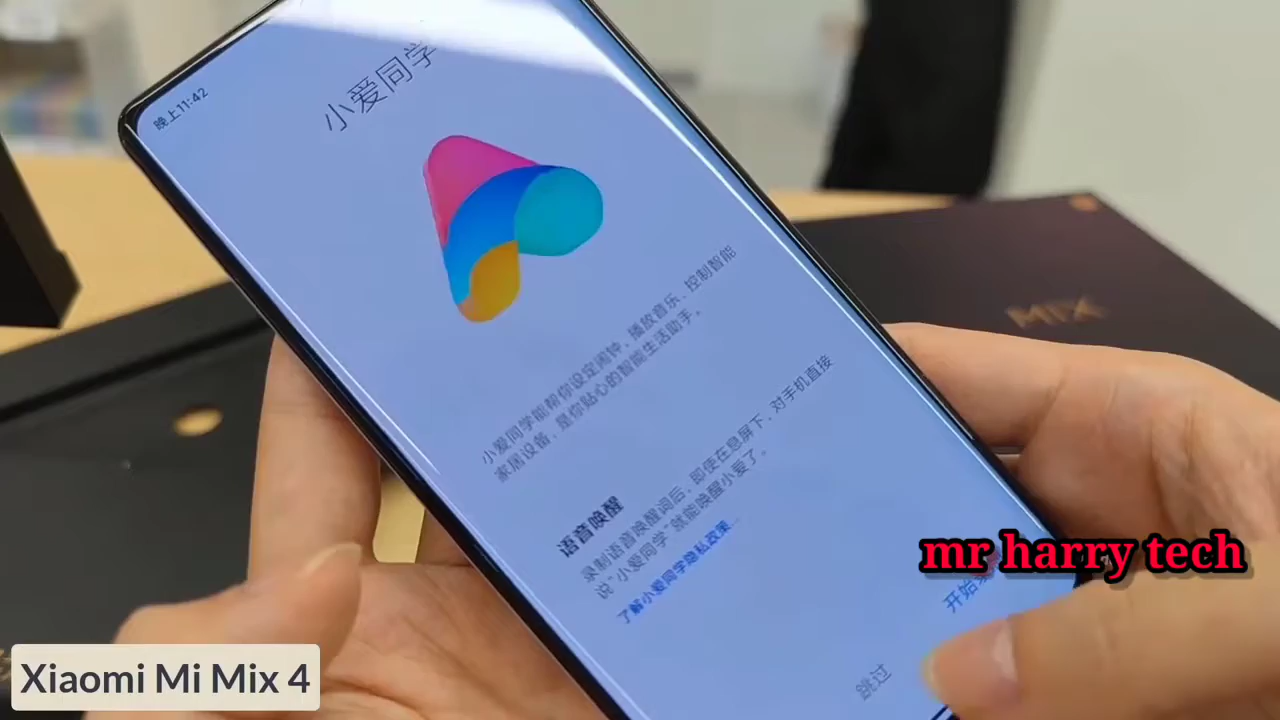 晚上11:42
小爱同学
小爱同学能帮你设定闹钟，播放音乐、控制智能
家居设备，是你贴心的智能生活助手。
语音唤醒
录制语音唤醒词后，即使在息屏下，对手机直接
说“小爱同学”就能唤醒小爱了。
了解小爱同学隐私政策...
MIX
mr harry tech
开始
跳过
Xiaomi Mi Mix 4